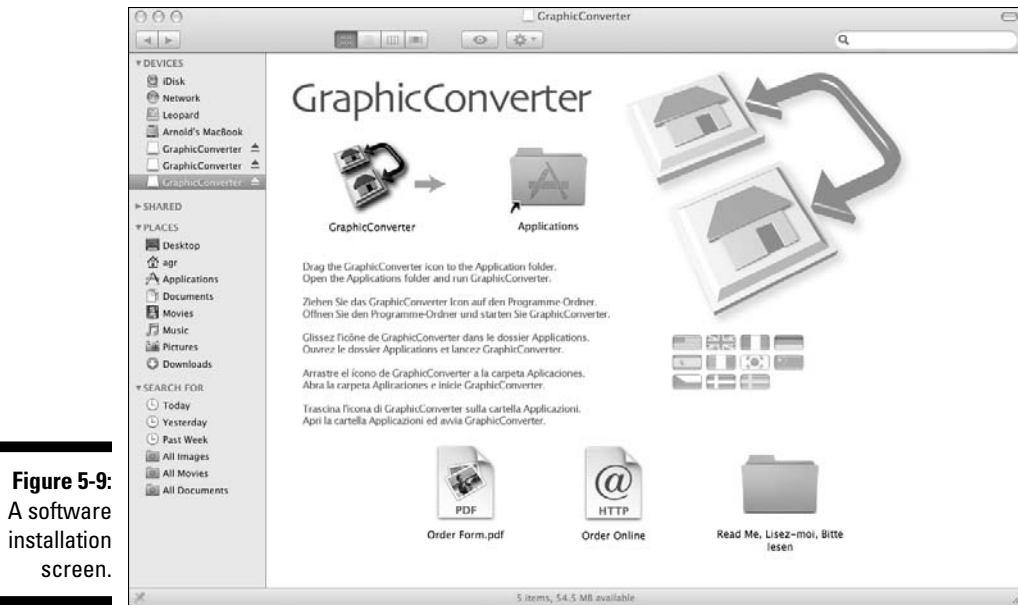 GraphicConverter
DEVICES
iDisk
Network
Leopard
Arnold's MacBook
GraphicConverter
GraphicConverter
GraphicConverter
SHARED
PLACES
Desktop
agr
Applications
Documents
Movies
Music
Pictures
Downloads
SEARCH FOR
Today
Yesterday
Past Week
All Images
All Movies
All Documents
GraphicConverter
GraphicConverter
Applications
Drag the GraphicConverter icon to the Application folder.
Open the Applications folder and run GraphicConverter.
Ziehen Sie das GraphicConverter Icon auf den Programme-Ordner.
Öffnen Sie den Programme-Ordner und starten Sie GraphicConverter.
Glissez l'icône de GraphicConverter dans le dossier Applications.
Ouvrez le dossier Applications et lancez GraphicConverter.
Arrastre el ícono de GraphicConverter a la carpeta Aplicaciones.
Abra la carpeta Aplicaciones e inicie GraphicConverter.
Trascina l'icona di GraphicConverter sulla cartella Applicazioni.
Apri la cartella Applicazioni ed avvia GraphicConverter.
PDF
Order Form.pdf
@
HTTP
Order Online
Read Me, Lisez-moi, Bitte
lesen
5 items, 54.5 MB available
Figure 5-9:
A software
installation
screen.